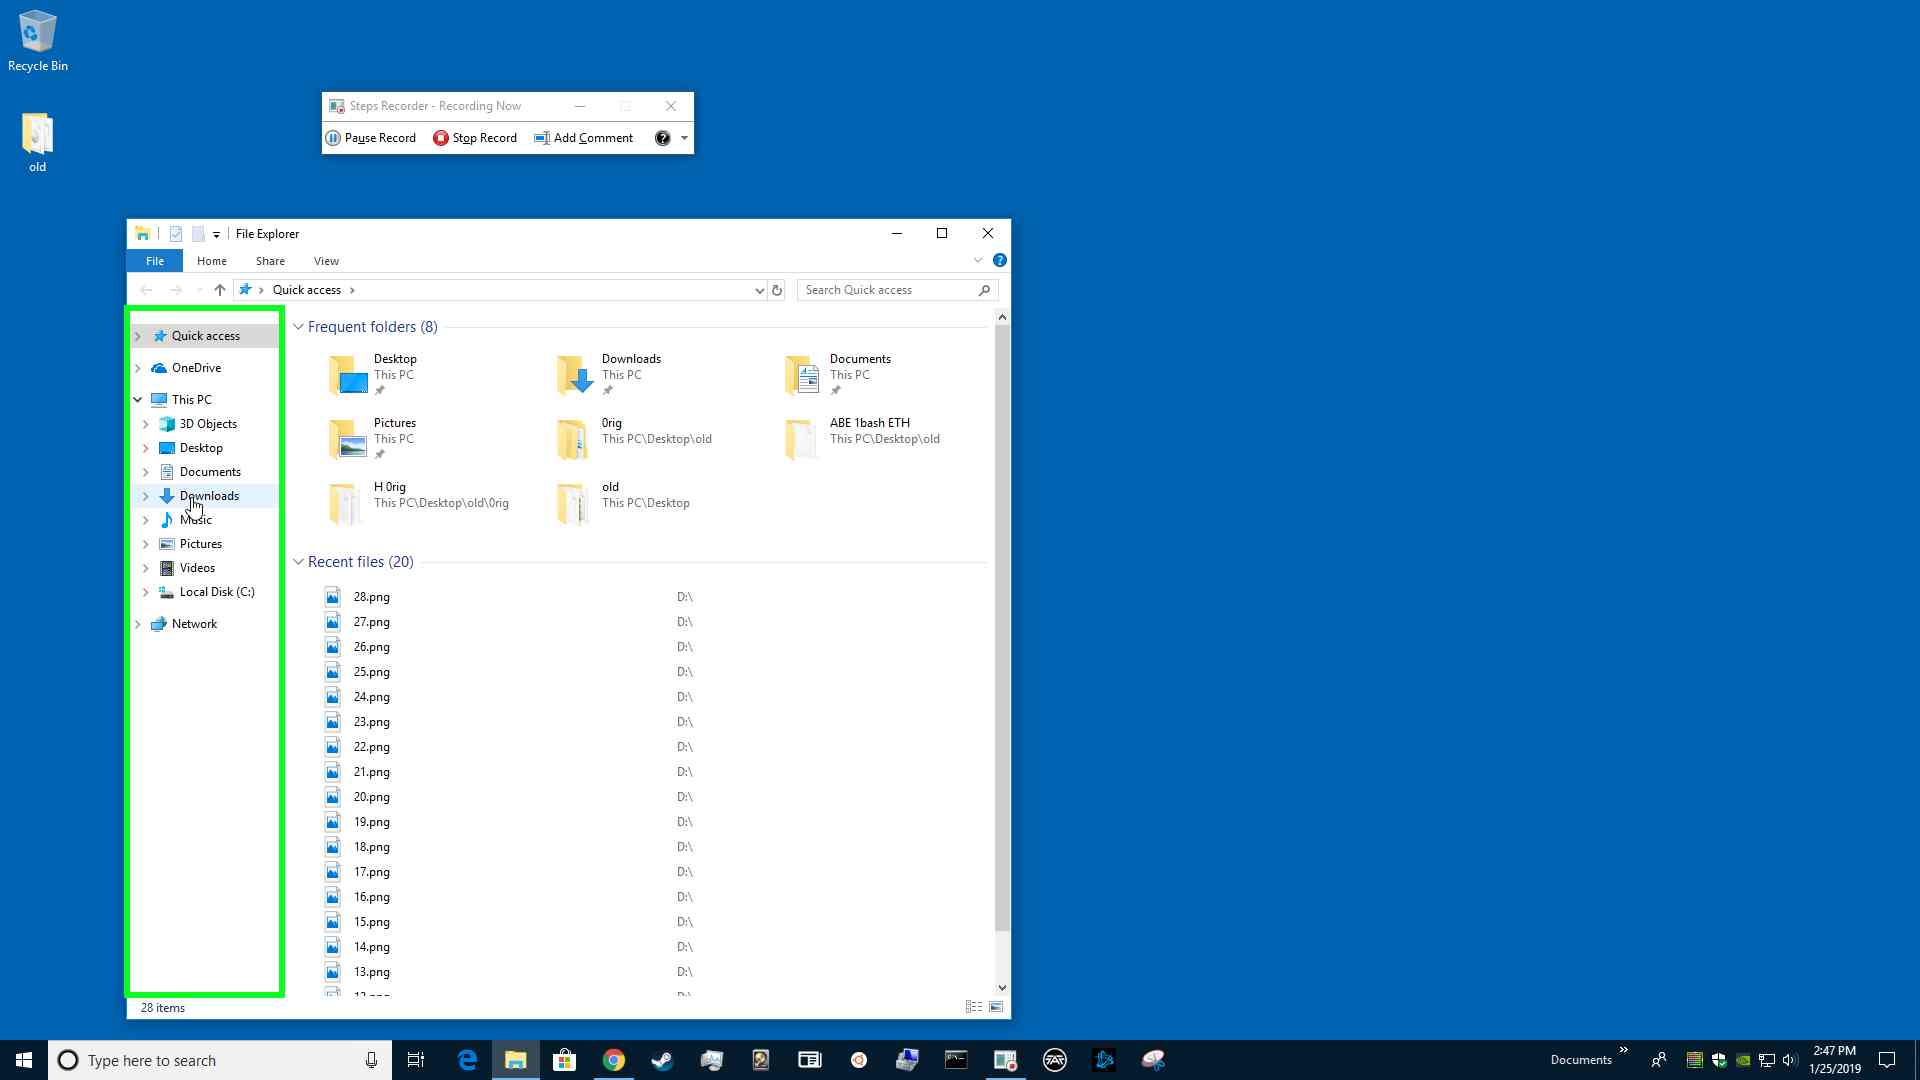 Recycle Bin
old
Steps Recorder - Recording Now
Pause Record Stop Record Add Comment
File Explorer
File Home Share View
Quick access
Search Quick access
Quick access
OneDrive
This PC
3D Objects
Desktop
Documents
Downloads
Music
Pictures
Videos
Local Disk (C:)
Network
Frequent folders (8)
Desktop
This PC
Downloads
This PC
Documents
This PC
Pictures
This PC
0rig
This PC\Desktop\old
ABE 1bash ETH
This PC\Desktop\old
H 0rig
This PC\Desktop\old\0rig
old
This PC\Desktop
Recent files (20)
28.png D:\
27.png D:\
26.png D:\
25.png D:\
24.png D:\
23.png D:\
22.png D:\
21.png D:\
20.png D:\
19.png D:\
18.png D:\
17.png D:\
16.png D:\
15.png D:\
14.png D:\
13.png D:\
28 items
Type here to search
Documents
2:47 PM
1/25/2019